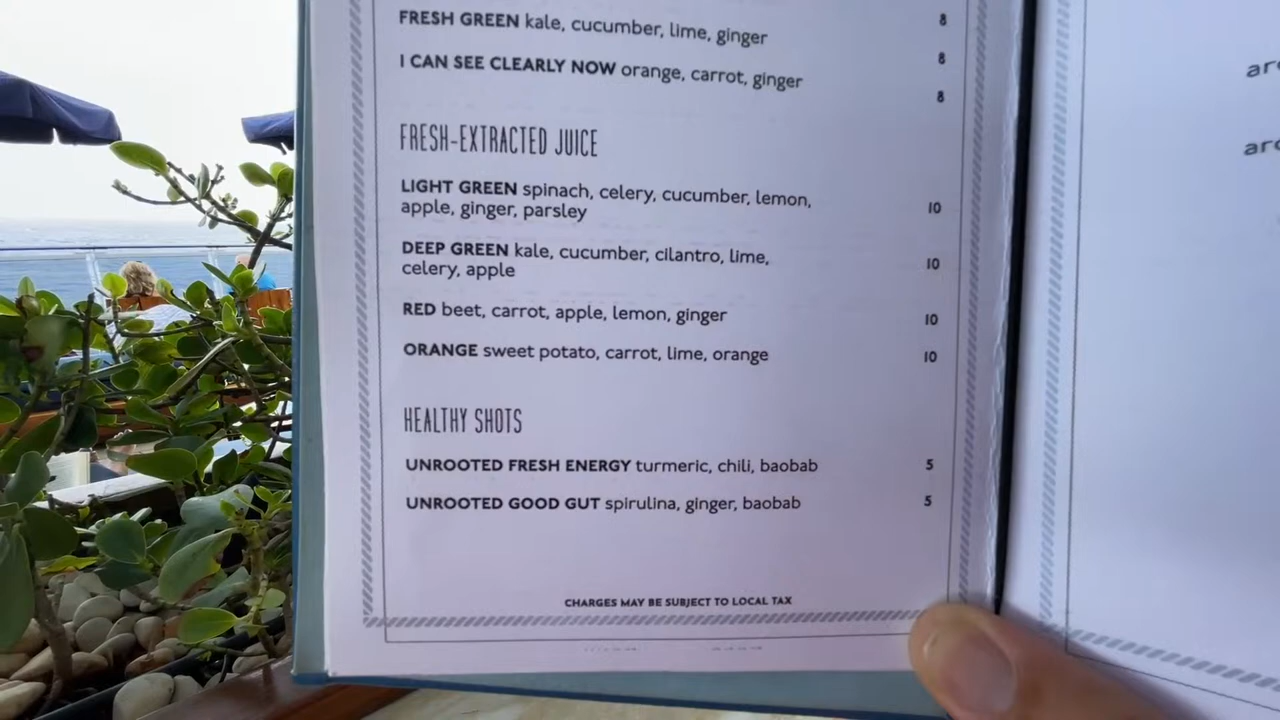 FRESH GREEN kale, cucumber, lime, ginger 8
I CAN SEE CLEARLY NOW orange, carrot, ginger 8
8
FRESH-EXTRACTED JUICE
LIGHT GREEN spinach, celery, cucumber, lemon,
apple, ginger, parsley 10
DEEP GREEN kale, cucumber, cilantro, lime,
celery, apple 10
RED beet, carrot, apple, lemon, ginger 10
ORANGE sweet potato, carrot, lime, orange 10
HEALTHY SHOTS
UNROOTED FRESH ENERGY turmeric, chili, baobab 5
UNROOTED GOOD GUT spirulina, ginger, baobab 5
CHARGES MAY BE SUBJECT TO LOCAL TAX